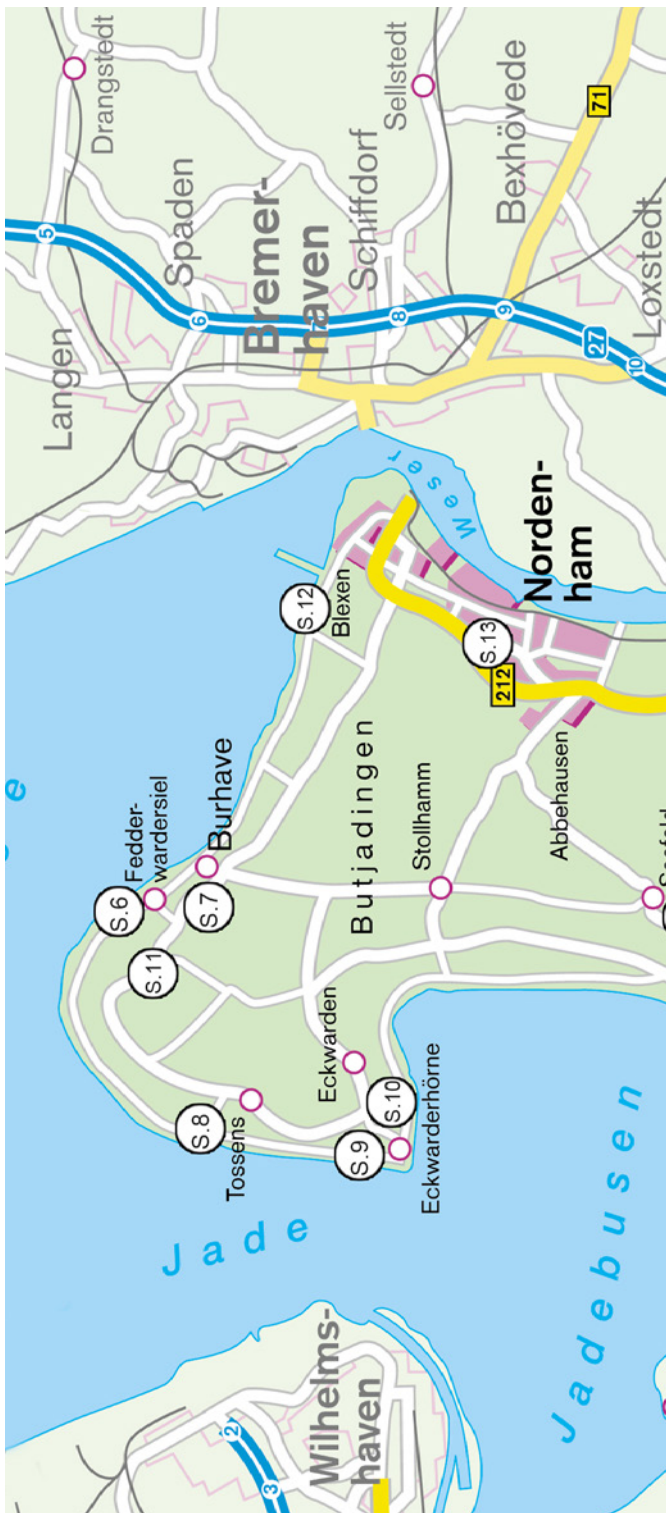 Drangstedt
Sellstedt
Bexhövede
71
5
Spaden
Langen
6
Bremer-
haven
7
Schiffdorf
8
9
27
10
Loxstedt
Weser
Norden-
ham
S.12
Blexen
S.13
212
Fedder-
wardersiel
S.6
Burhave
S.7
S.11
Butjadingen
Stollhamm
Abbehausen
Eckwarden
S.8
Tossens
S.9
S.10
Eckwarderhörne
Jade
Jadebusen
Wilhelms-
haven
2
3